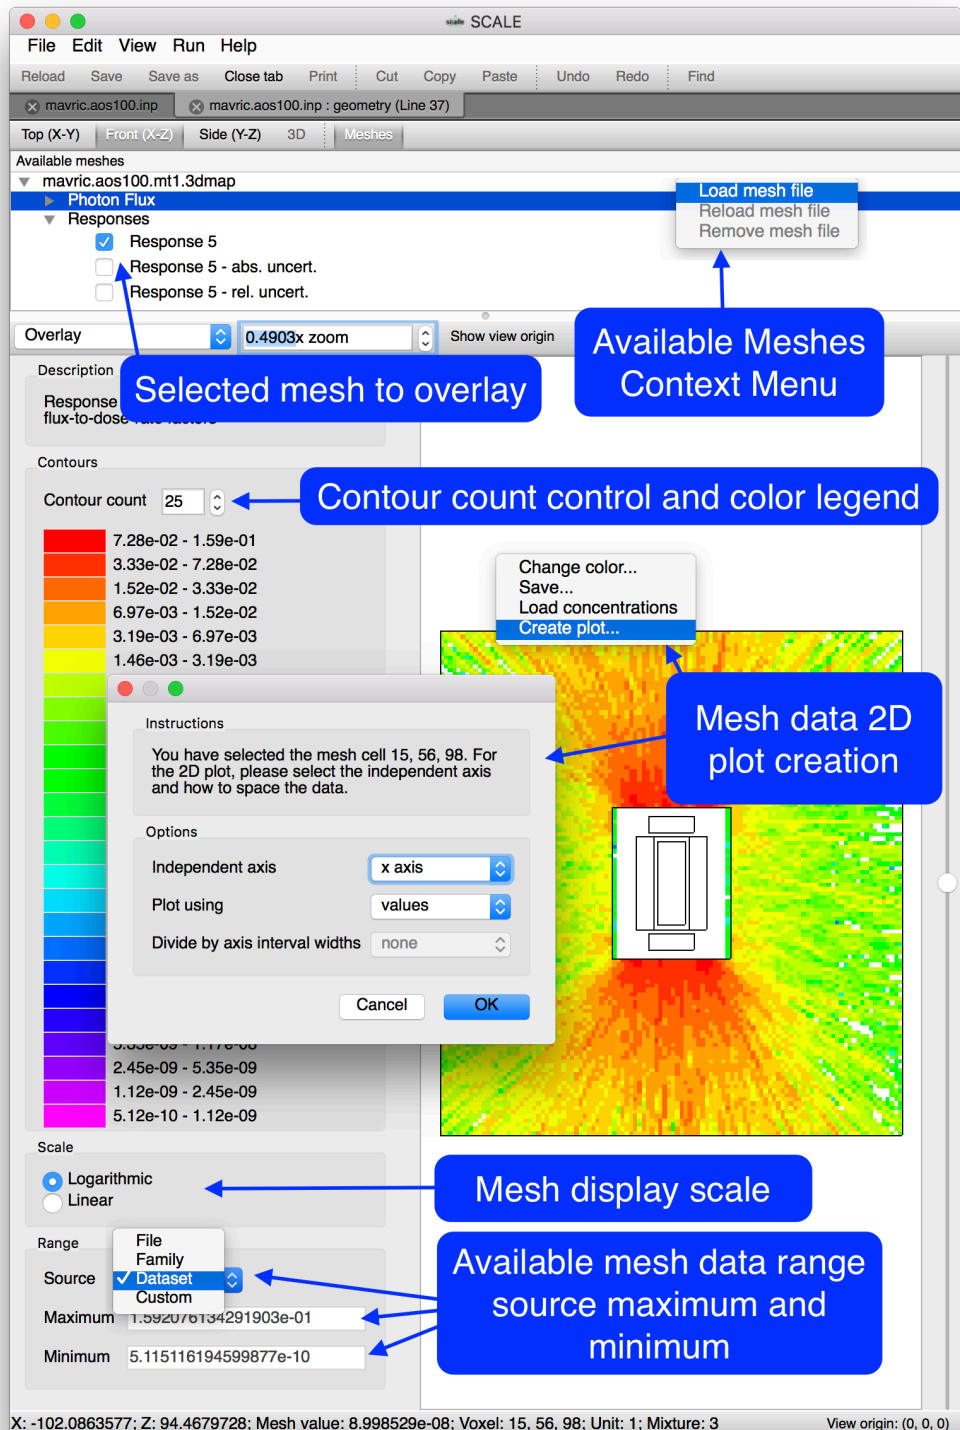 SCALE
File Edit View Run Help
Reload Save Save as Close tab Print Cut Copy Paste Undo Redo Find
mavric.aos100.inp mavric.aos100.inp : geometry (Line 37)
Top (X-Y) Front (X-Z) Side (Y-Z) 3D Meshes
Available meshes
mavric.aos100.mt1.3dmap
Photon Flux
Responses
Response 5
Response 5 - abs. uncert.
Response 5 - rel. uncert.
Load mesh file
Reload mesh file
Remove mesh file
Overlay 0.4903x zoom Show view origin
Available Meshes
Context Menu
Selected mesh to overlay
Description
Response
flux-to-dose-rate factors
Contours
Contour count 25
Contour count control and color legend
7.28e-02 - 1.59e-01
3.33e-02 - 7.28e-02
1.52e-02 - 3.33e-02
6.97e-03 - 1.52e-02
3.19e-03 - 6.97e-03
1.46e-03 - 3.19e-03
Change color...
Save...
Load concentrations
Create plot...
Mesh data 2D
plot creation
Instructions
You have selected the mesh cell 15, 56, 98. For
the 2D plot, please select the independent axis
and how to space the data.
Options
Independent axis x axis
Plot using values
Divide by axis interval widths none
Cancel OK
2.45e-09 - 5.35e-09
1.12e-09 - 2.45e-09
5.12e-10 - 1.12e-09
Scale
Logarithmic
Linear
Mesh display scale
Range
Source
File
Family
Dataset
Custom
Maximum 1.592076134291903e-01
Minimum 5.115116194599877e-10
Available mesh data range
source maximum and
minimum
X: -102.0863577; Z: 94.4679728; Mesh value: 8.998529e-08; Voxel: 15, 56, 98; Unit: 1; Mixture: 3 View origin: (0, 0, 0)